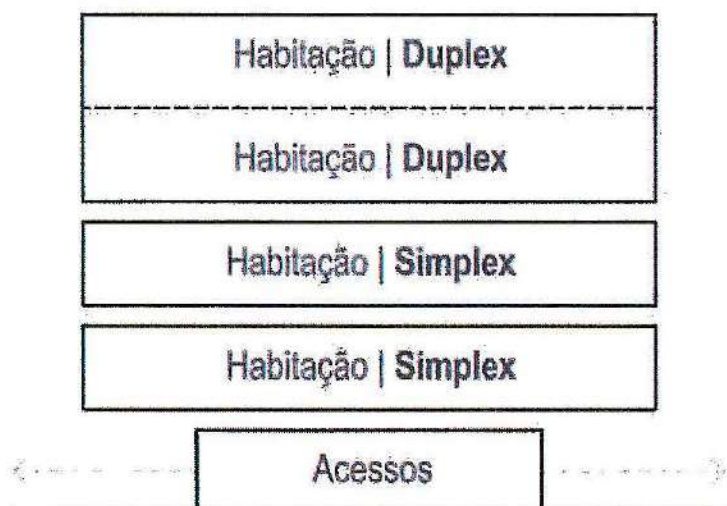 Habitação | Duplex
Habitação | Duplex
Habitação | Simplex
Habitação | Simplex
Acessos